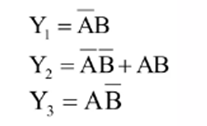 Y₁ = A̅B
Y₂ = A̅B̅ + AB
Y₃ = AB̅